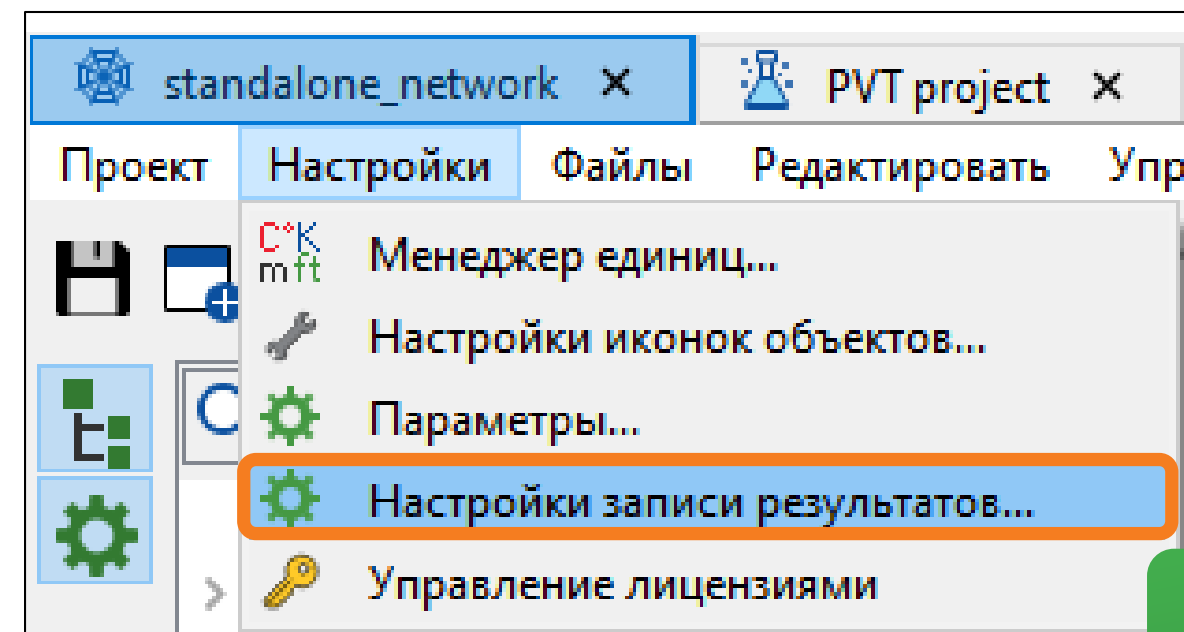 standalone_network × PVT project ×
Проект Настройки Файлы Редактировать Упр
C°K
mft
Менеджер единиц...
Настройки иконок объектов...
Параметры...
Настройки записи результатов...
Управление лицензиями